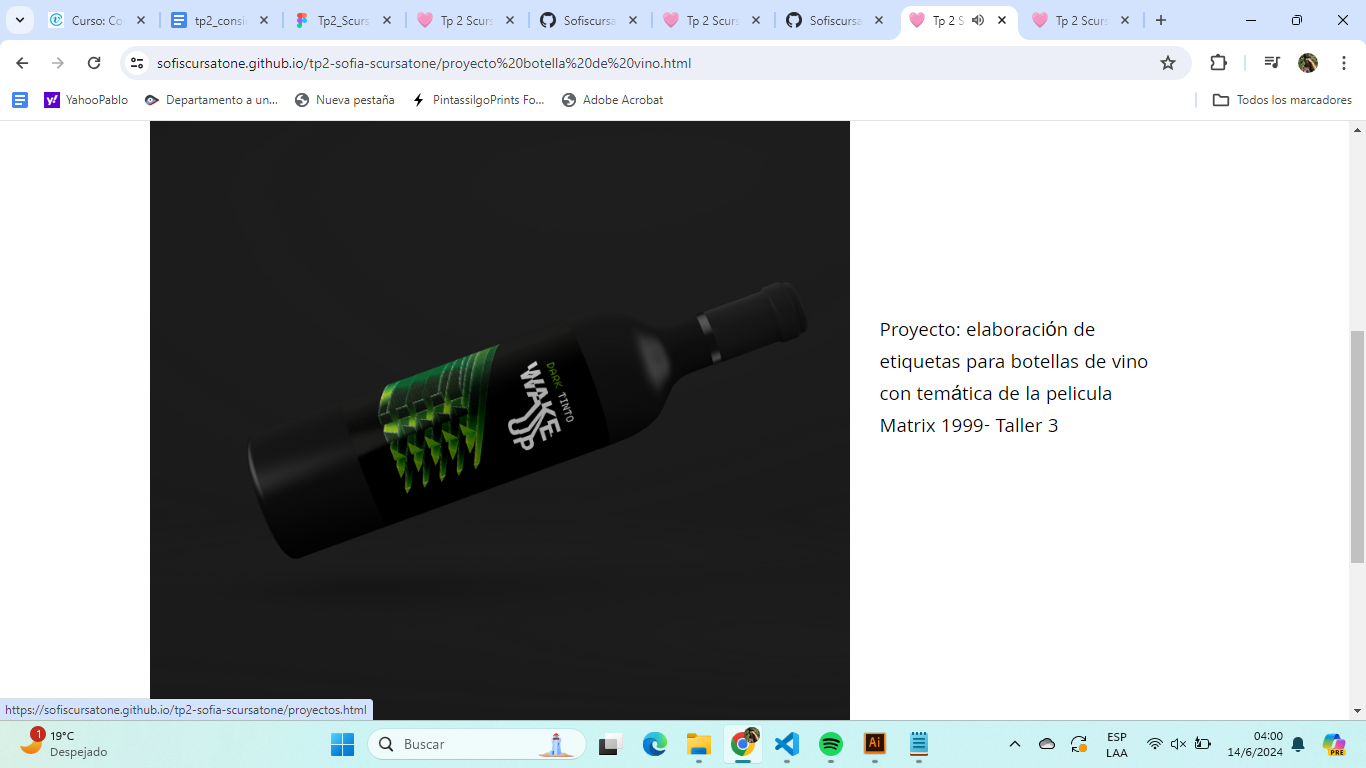 Curso: Co
tp2_consig
Tp2_Scurs
Tp 2 Scurs
Sofiscursa
Tp 2 Scurs
Sofiscursa
Tp 2 S
Tp 2 Scurs
sofiscursatone.github.io/tp2-sofia-scursatone/proyecto%20botella%20de%20vino.html
YahooPablo
Departamento a un...
Nueva pestaña
PintassilgoPrints Fo...
Adobe Acrobat
Todos los marcadores
DARK TINTO
WAKE
UP
Proyecto: elaboración de
etiquetas para botellas de vino
con temática de la pelicula
Matrix 1999- Taller 3
https://sofiscursatone.github.io/tp2-sofia-scursatone/proyectos.html
1
19°C
Despejado
Buscar
Ai
ESP
LAA
04:00
14/6/2024
PRE